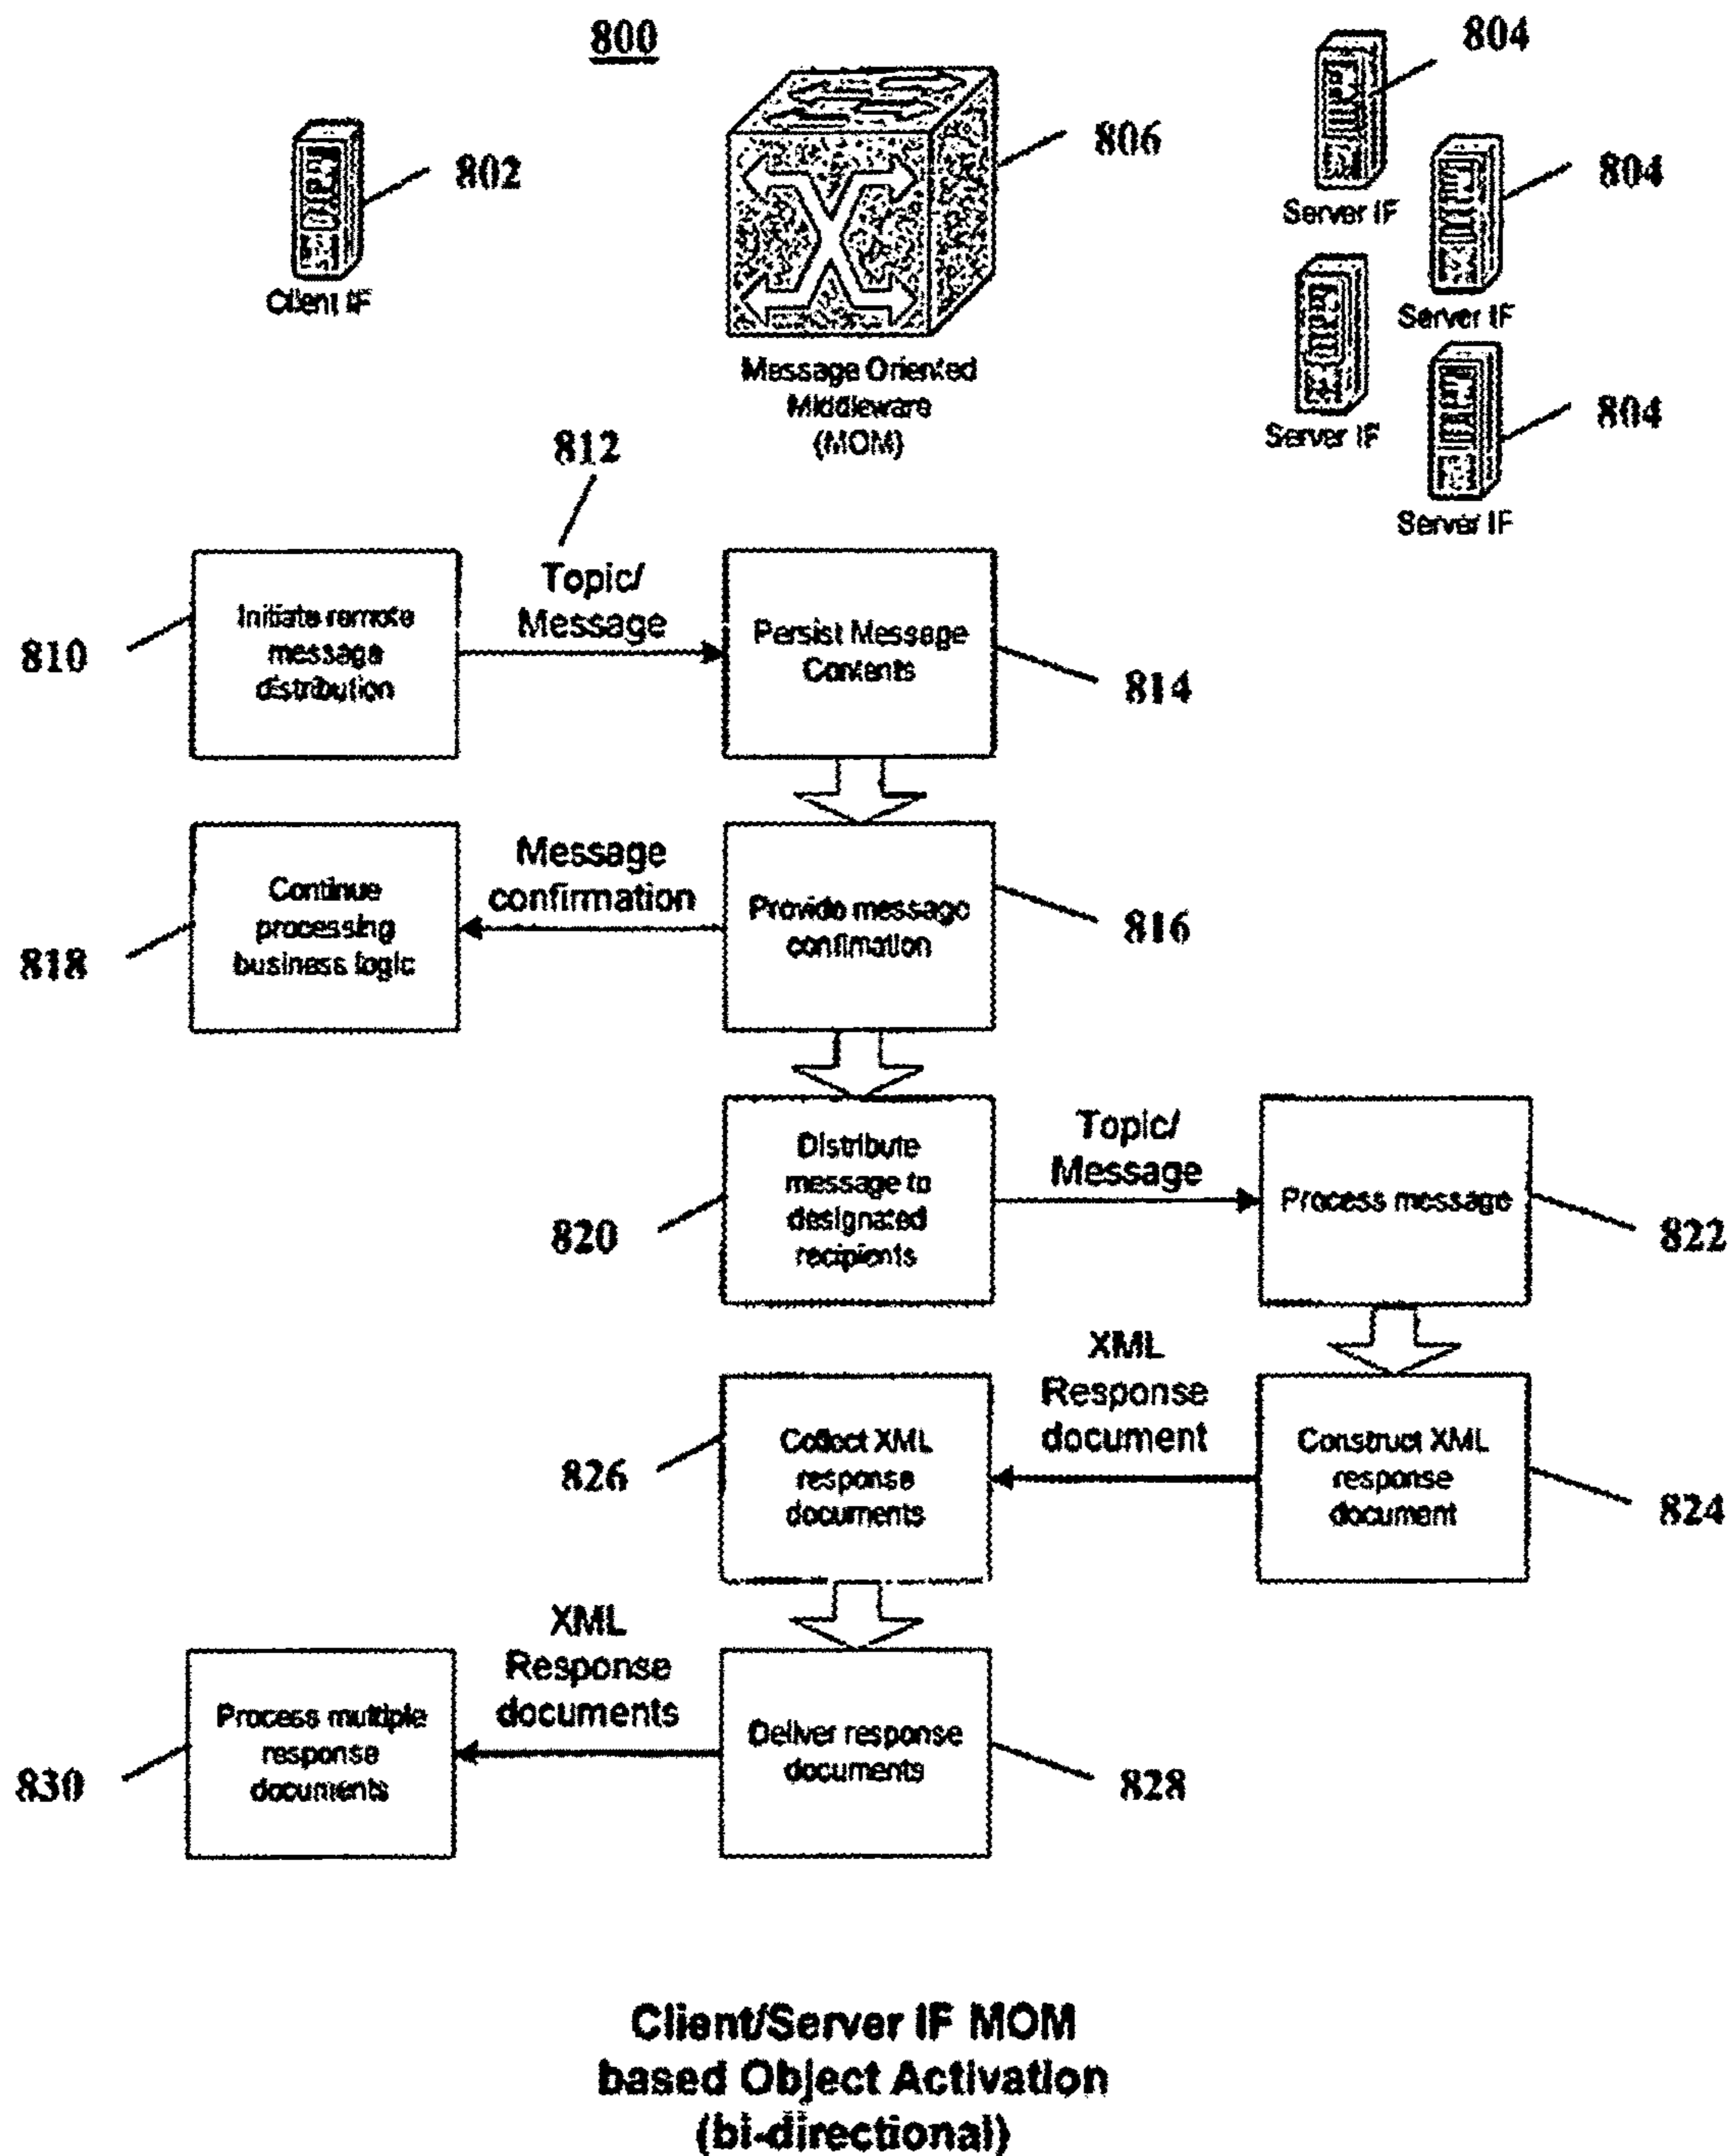 800
804
802
806
804
Server IF
Client IF
Server IF
Message Oriented
Middleware
(MOM)
Server IF
804
Server IF
812
Topic/
Message
Initiate remote
message
distribution
810
Persist Message
Contents
814
Message
confirmation
Continue
processing
business logic
818
Provide message
confimation
816
Distribute
message to
designated
recipients
820
Topic/
Message
Process message
822
XML
Response
document
Collect XML
response
documents
826
Construct XML
response
document
824
XML
Response
documents
Process multiple
response
documents
830
Deliver response
documents
828
Client/Server IF MOM
based Object Activation
(bi-directional)